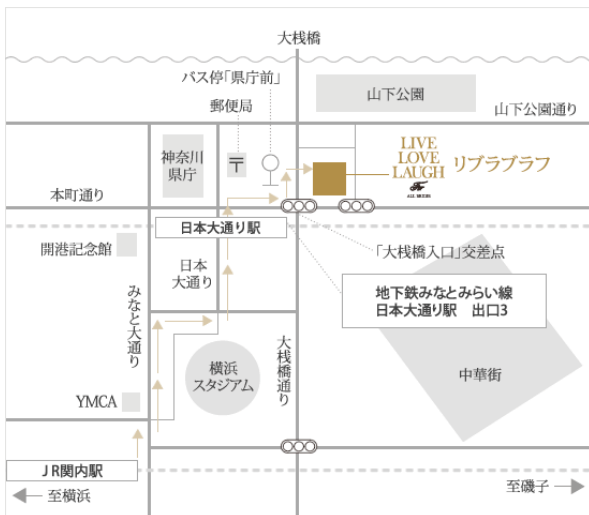 大桟橋
バス停「県庁前」
郵便局
山下公園
山下公園通り
神奈川
県庁
〒
LIVE
LOVE
LAUGH
For
ALL BRIDES
リブラブラフ
本町通り
日本大通り駅
開港記念館
日本
大通り
「大桟橋入口」交差点
地下鉄みなとみらい線
日本大通り駅　出口3
みなと大通り
横浜
スタジアム
大桟橋通り
中華街
YMCA
JR関内駅
至横浜
至磯子